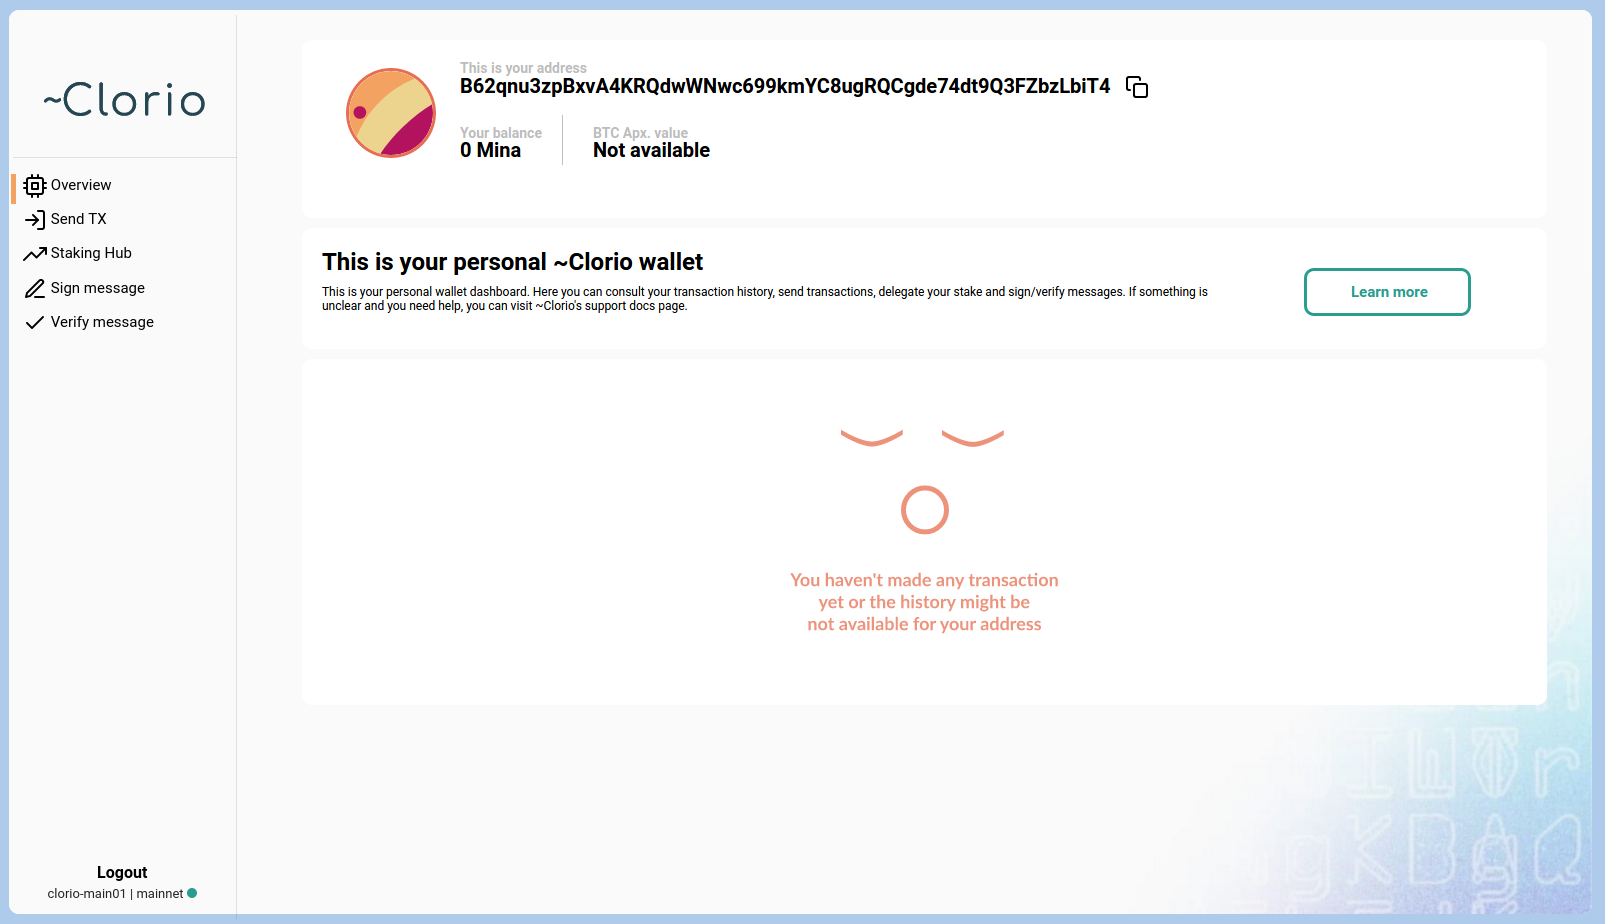 ~Clorio
Overview
Send TX
Staking Hub
Sign message
Verify message
Logout
clorio-main01 | mainnet
This is your address
B62qnu3zpBxvA4KRQdwWNwc699kmYC8ugRQCgde74dt9Q3FZbzLbiT4
Your balance
0 Mina
BTC Apx. value
Not available
This is your personal ~Clorio wallet
This is your personal wallet dashboard. Here you can consult your transaction history, send transactions, delegate your stake and sign/verify messages. If something is
unclear and you need help, you can visit ~Clorio's support docs page.
Learn more
You haven't made any transaction
yet or the history might be
not available for your address